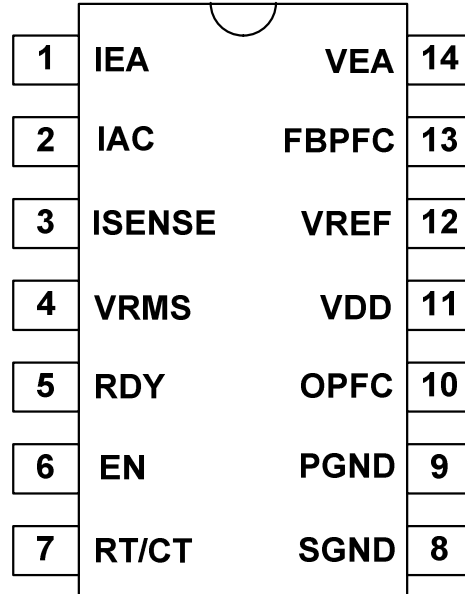 1 IEA VEA 14
2 IAC FBPFC 13
3 ISENSE VREF 12
4 VRMS VDD 11
5 RDY OPFC 10
6 EN PGND 9
7 RT/CT SGND 8